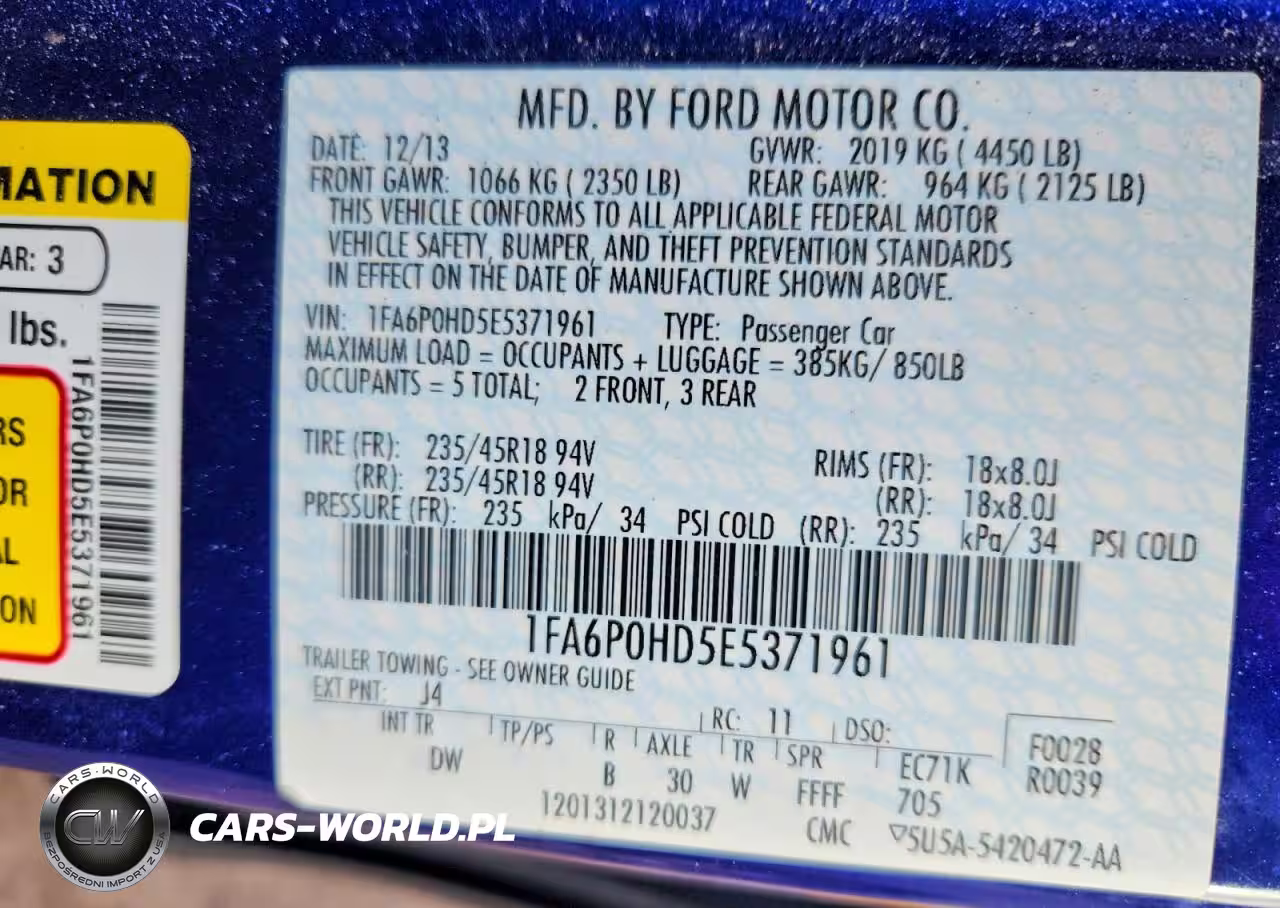 MATION
AR: 3
lbs.
RS
OR
AL
ON
1FA6P0HD5E5371961
MFD. BY FORD MOTOR CO.
DATE: 12/13 GVWR: 2019 KG ( 4450 LB)
FRONT GAWR: 1066 KG ( 2350 LB) REAR GAWR: 964 KG ( 2125 LB)
THIS VEHICLE CONFORMS TO ALL APPLICABLE FEDERAL MOTOR
VEHICLE SAFETY, BUMPER, AND THEFT PREVENTION STANDARDS
IN EFFECT ON THE DATE OF MANUFACTURE SHOWN ABOVE.
VIN: 1FA6P0HD5E5371961 TYPE: Passenger Car
MAXIMUM LOAD = OCCUPANTS + LUGGAGE = 385KG/ 850LB
OCCUPANTS = 5 TOTAL; 2 FRONT, 3 REAR
TIRE (FR): 235/45R18 94V RIMS (FR): 18x8.0J
(RR): 235/45R18 94V (RR): 18x8.0J
PRESSURE (FR): 235 kPa/ 34 PSI COLD (RR): 235 kPa/ 34 PSI COLD
1FA6P0HD5E5371961
TRAILER TOWING - SEE OWNER GUIDE
EXT PNT: J4 RC: 11 DSO: F0028
INT TR TP/PS R AXLE TR SPR EC71K R0039
DW B 30 W FFFF 705
1201312120037 CMC ▽5U5A-5420472-AA
CARS-WORLD
CW
BEZPOŚREDNI IMPORT Z USA
CARS-WORLD.PL